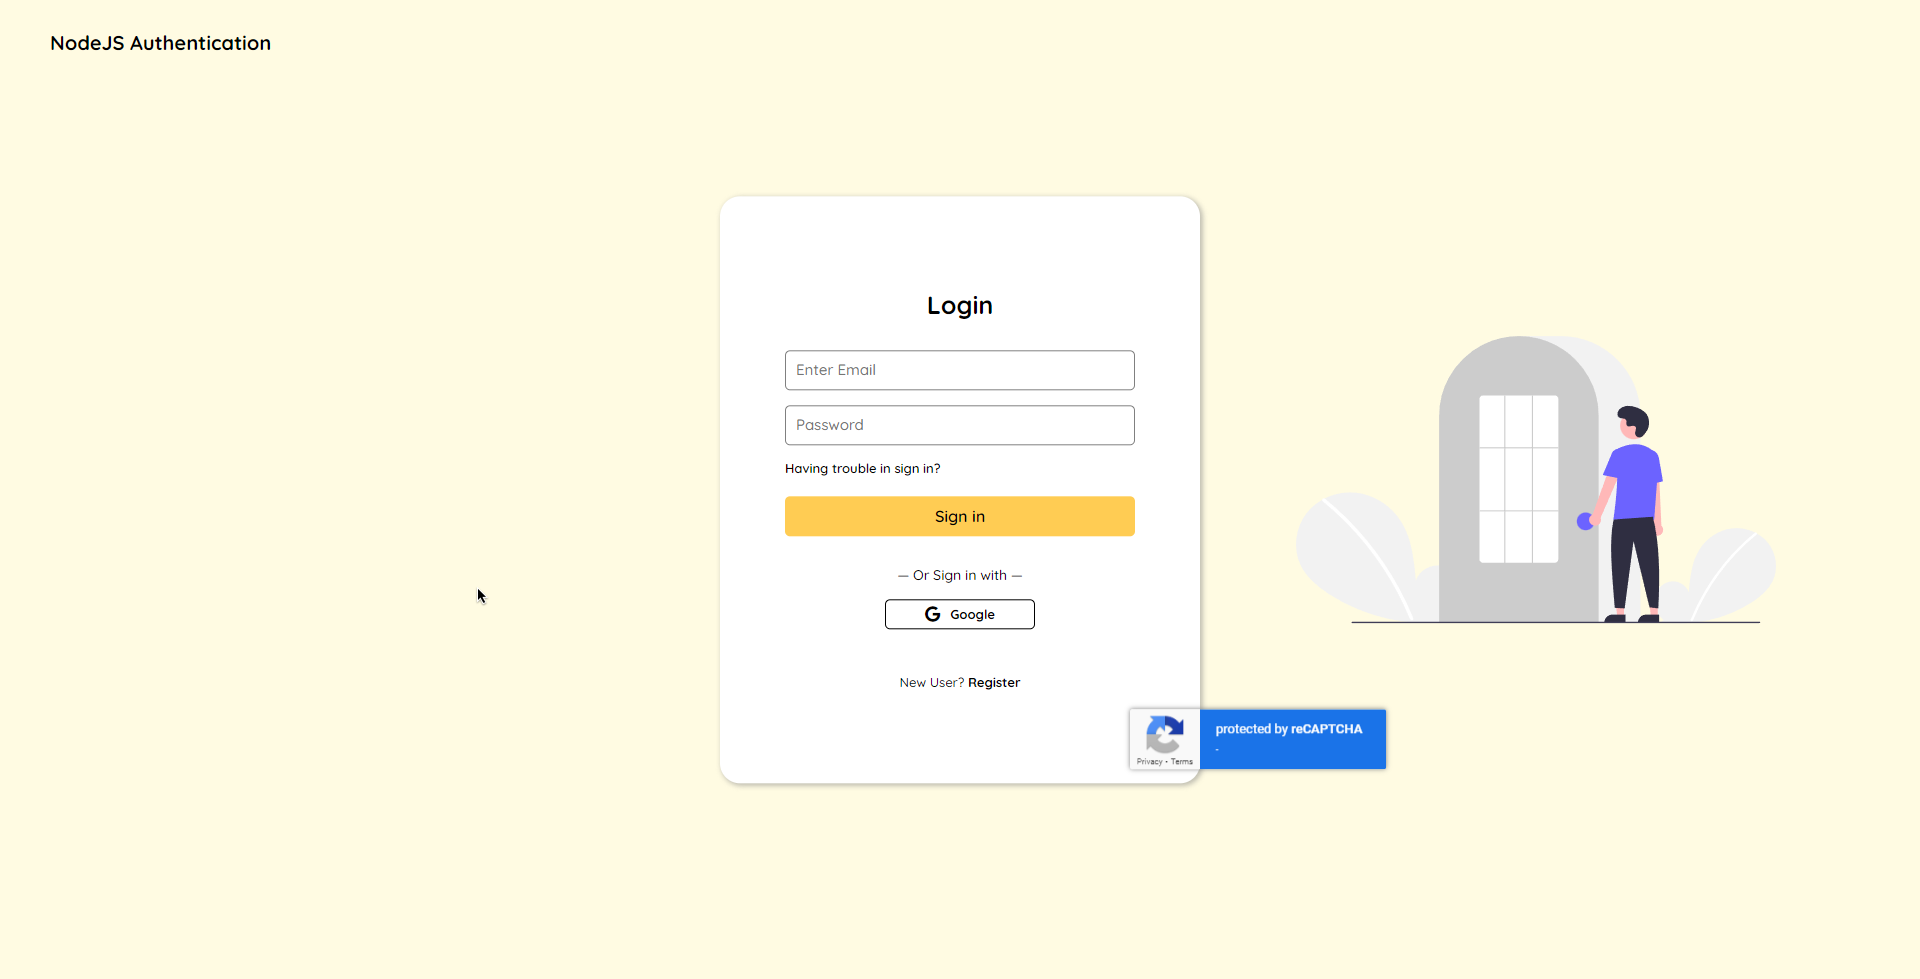 NodeJS Authentication
Login
Enter Email
Password
Having trouble in sign in?
Sign in
— Or Sign in with —
Google
New User? Register
protected by reCAPTCHA
-
Privacy - Terms